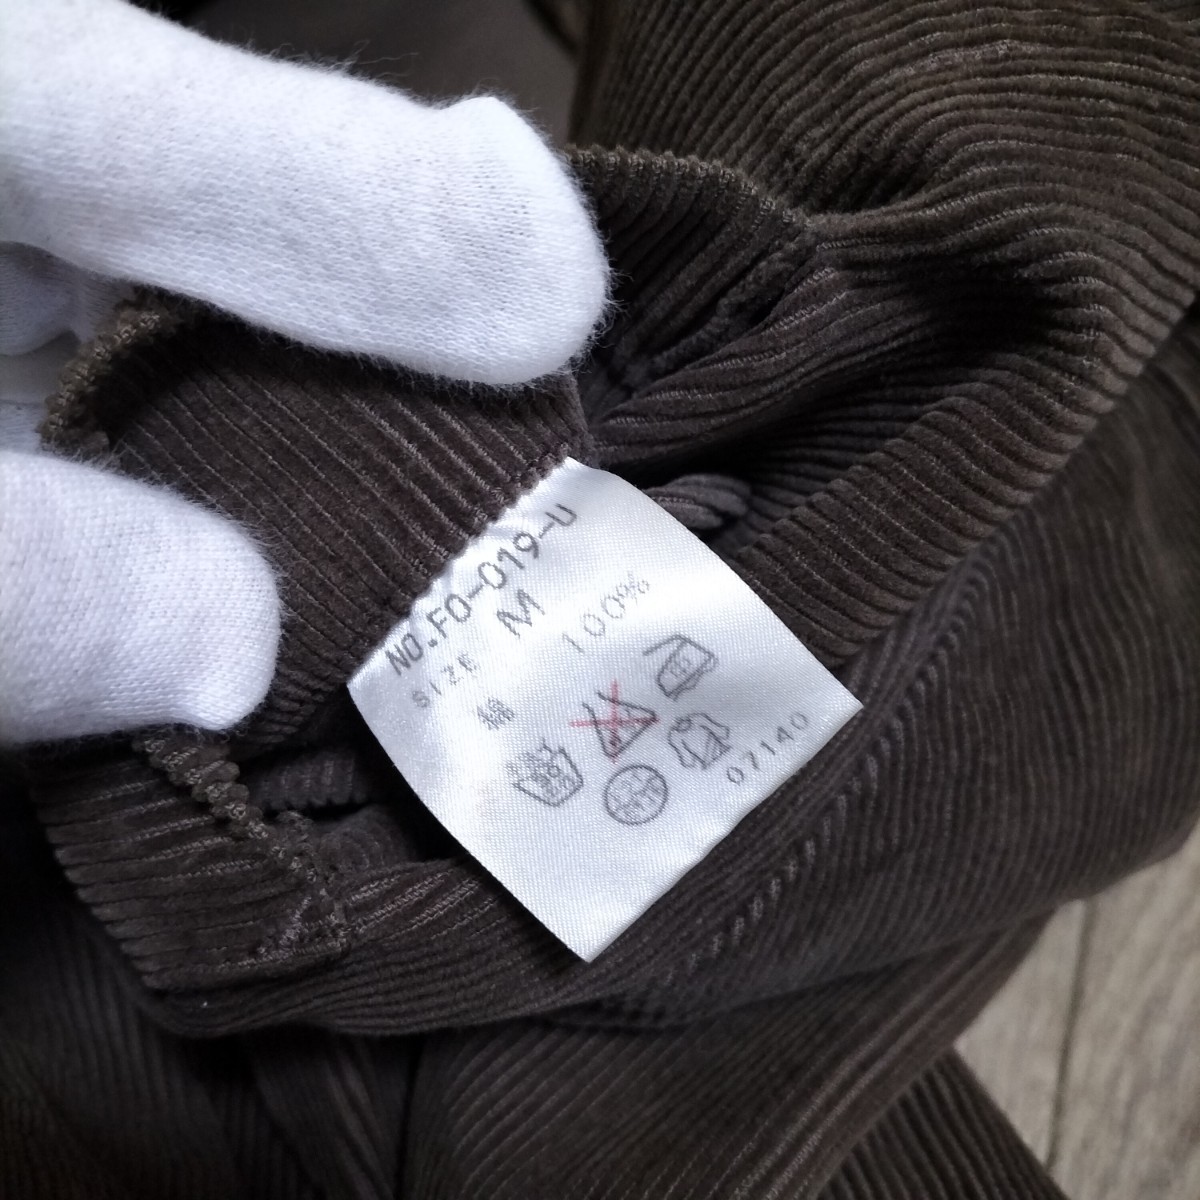 NO.FO-019-U
SIZE M
綿 100%
07140